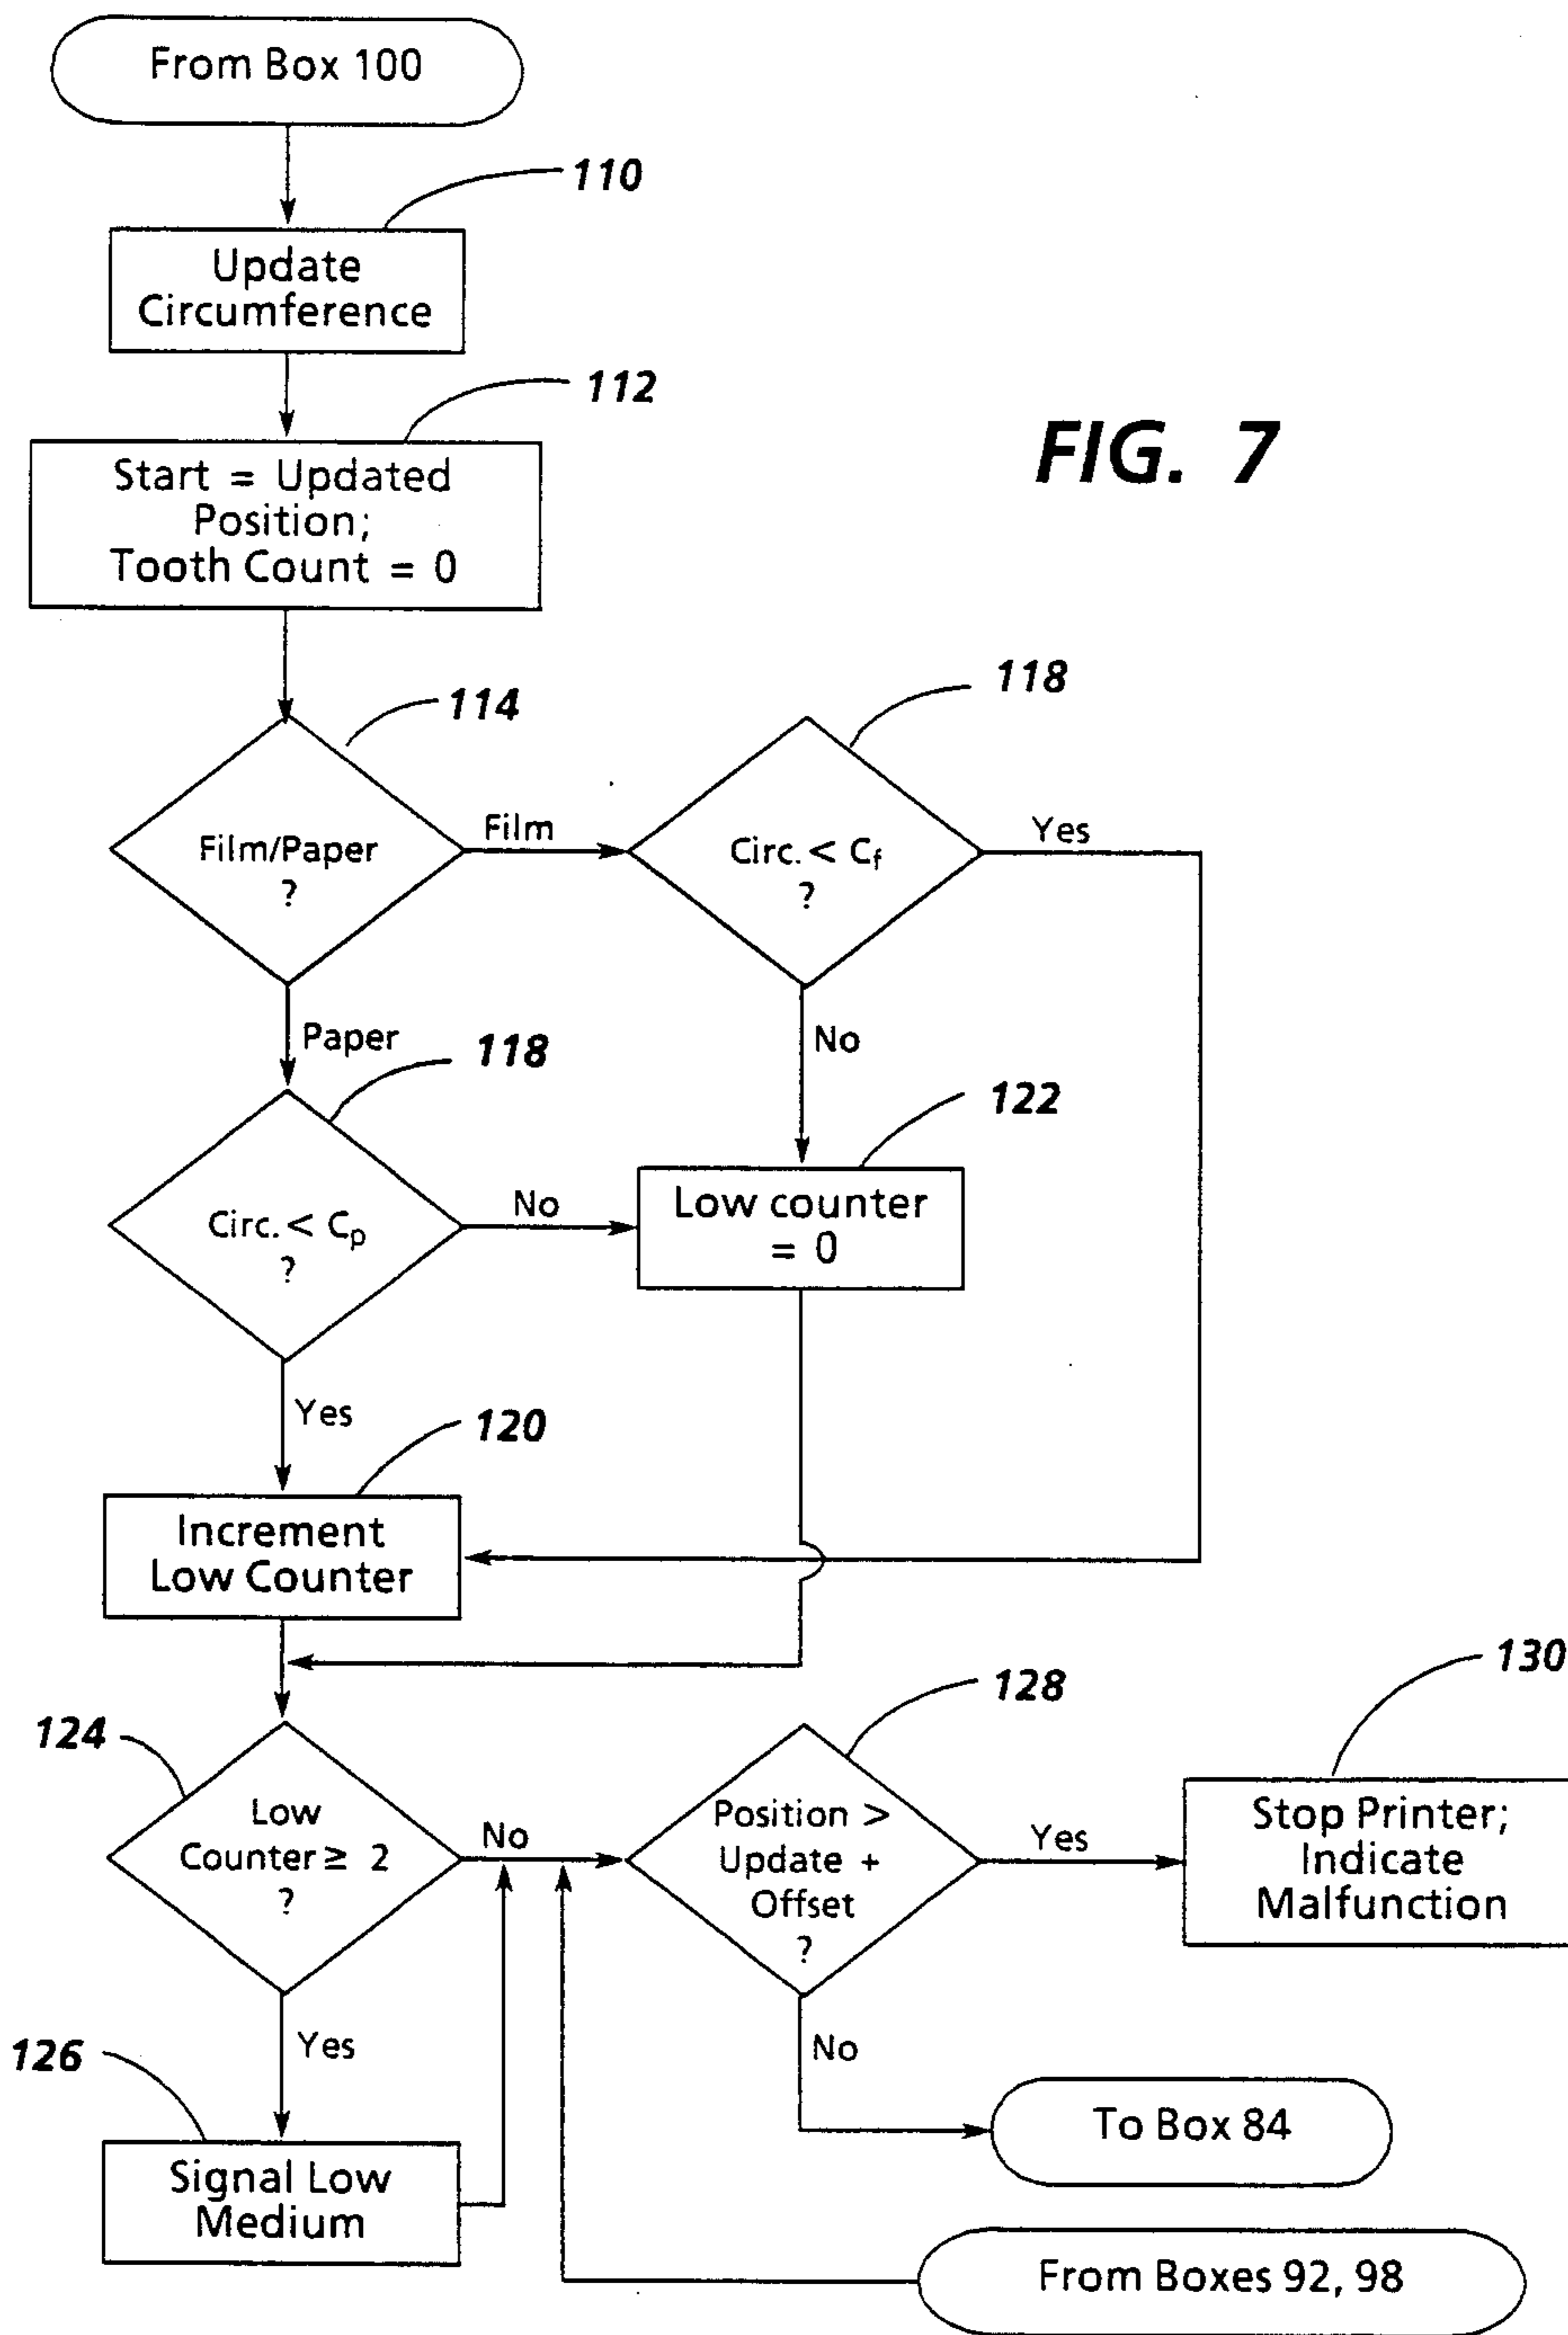 From Box 100
110
Update
Circumference
112
Start = Updated
Position;
Tooth Count = 0
FIG. 7
114
Film/Paper
?
Film
118
Circ. < Cf
?
Yes
Paper
No
118
Circ. < Cp
?
No
122
Low counter
= 0
Yes
120
Increment
Low Counter
124
Low
Counter ≥ 2
?
No
128
Position >
Update +
Offset
?
Yes
130
Stop Printer;
Indicate
Malfunction
Yes
No
126
Signal Low
Medium
To Box 84
From Boxes 92, 98